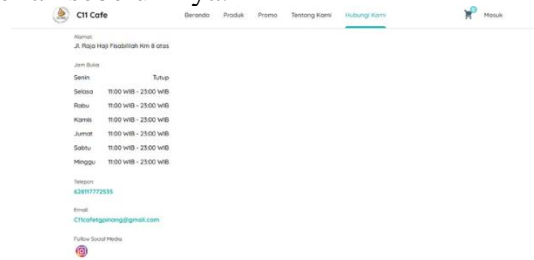 C11 Cafe Beranda Produk Promo Tentang Kami Hubungi Kami 0 Masuk
Alamat
Jl. Raja Haji Fisabilillah Km 8 atas
Jam Buka
Senin Tutup
Selasa 11:00 WIB - 23:00 WIB
Rabu 11:00 WIB - 23:00 WIB
Kamis 11:00 WIB - 23:00 WIB
Jumat 11:00 WIB - 23:00 WIB
Sabtu 11:00 WIB - 23:00 WIB
Minggu 11:00 WIB - 23:00 WIB
Telepon
628117772535
Email
C11cafetgpinang@gmail.com
Follow Social Media